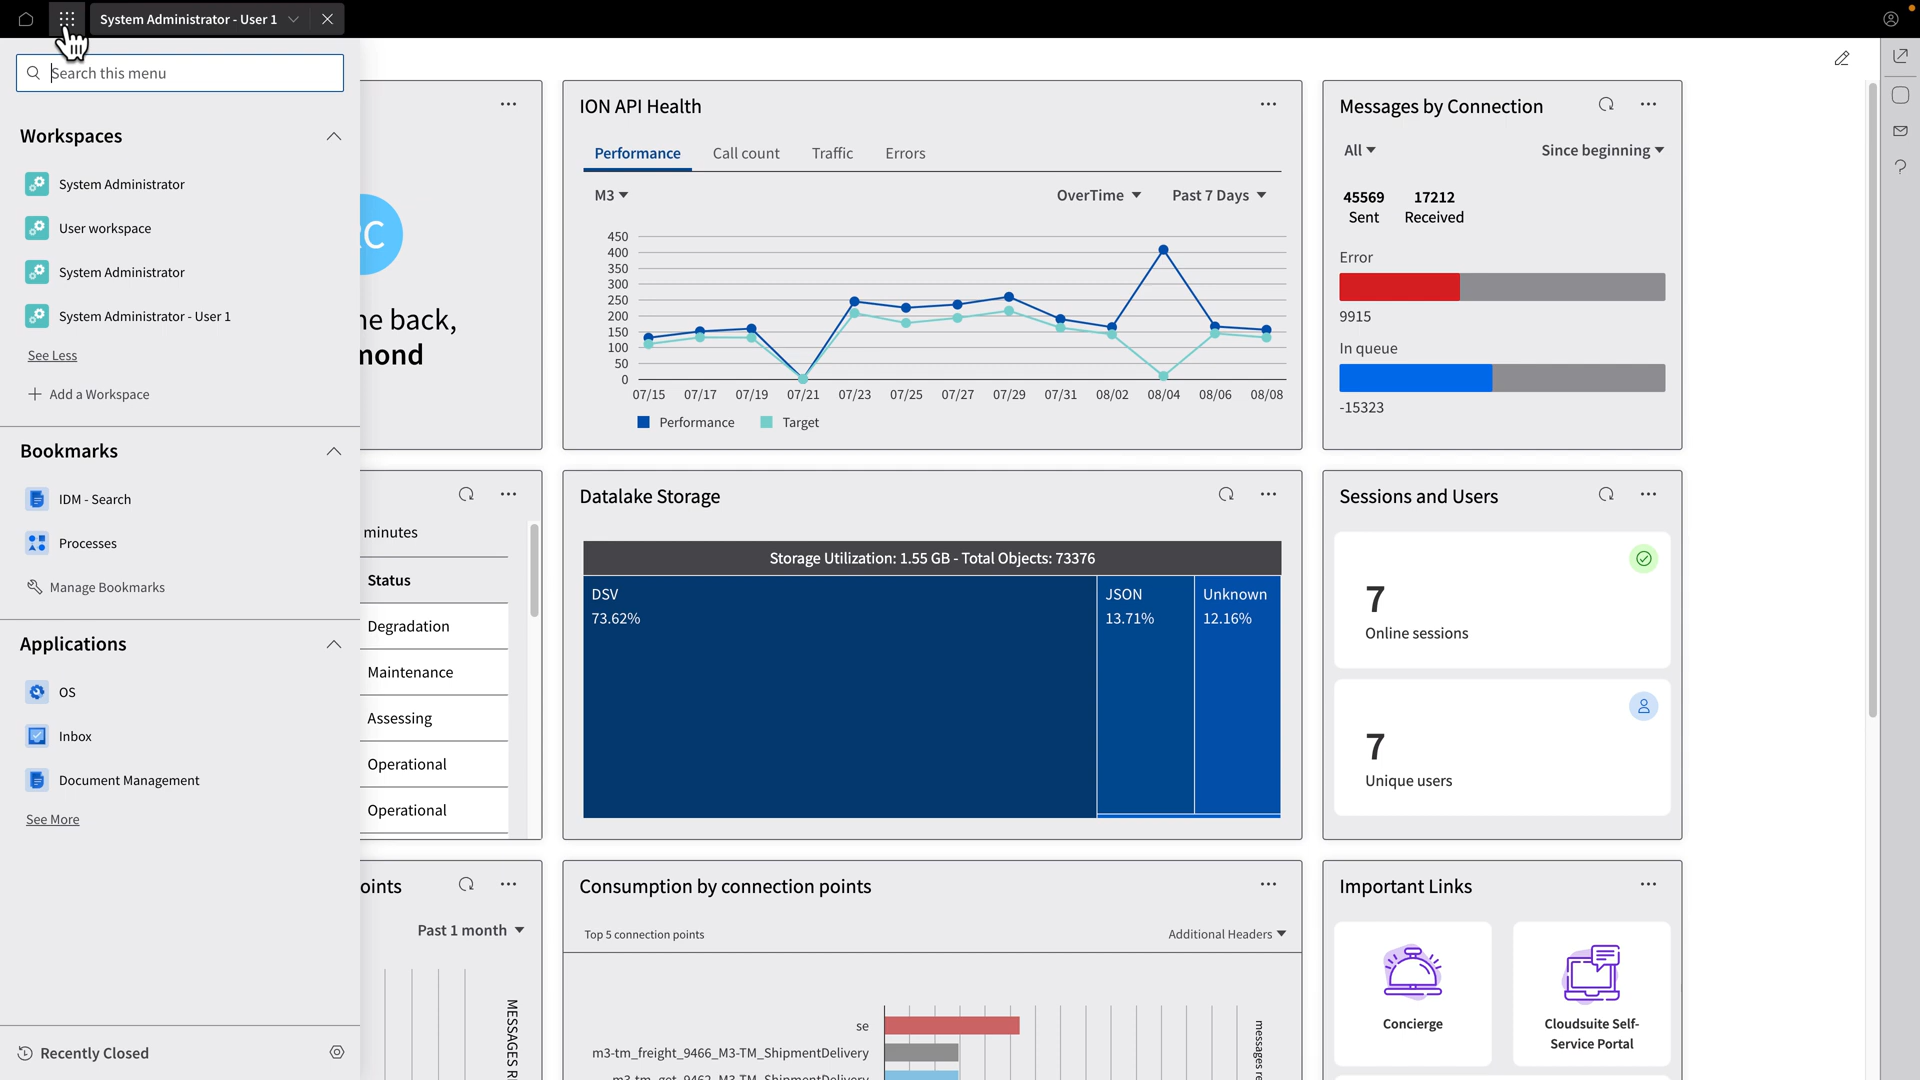 System Administrator - User 1
Search this menu
Workspaces
System Administrator
User workspace
System Administrator
System Administrator - User 1
See Less
Add a Workspace
Bookmarks
IDM - Search
Processes
Manage Bookmarks
Applications
OS
Inbox
Document Management
See More
Recently Closed
C
ne back,
mond
minutes
Status
Degradation
Maintenance
Assessing
Operational
Operational
oints
Past 1 month
MESSAGES RE
ION API Health
Performance Call count Traffic Errors
M3 OverTime Past 7 Days
450
400
350
300
250
200
150
100
50
0
07/15 07/17 07/19 07/21 07/23 07/25 07/27 07/29 07/31 08/02 08/04 08/06 08/08
Performance Target
Messages by Connection
All Since beginning
45569 17212
Sent Received
Error
9915
In queue
-15323
Datalake Storage
Storage Utilization: 1.55 GB - Total Objects: 73376
DSV JSON Unknown
73.62% 13.71% 12.16%
Sessions and Users
7
Online sessions
7
Unique users
Consumption by connection points
Top 5 connection points Additional Headers
se
m3-tm_freight_9466_M3-TM_ShipmentDelivery
m3-tm_get_9462_M3-TM_ShipmentDelivery
messages re
Important Links
Concierge
Cloudsuite Self-
Service Portal